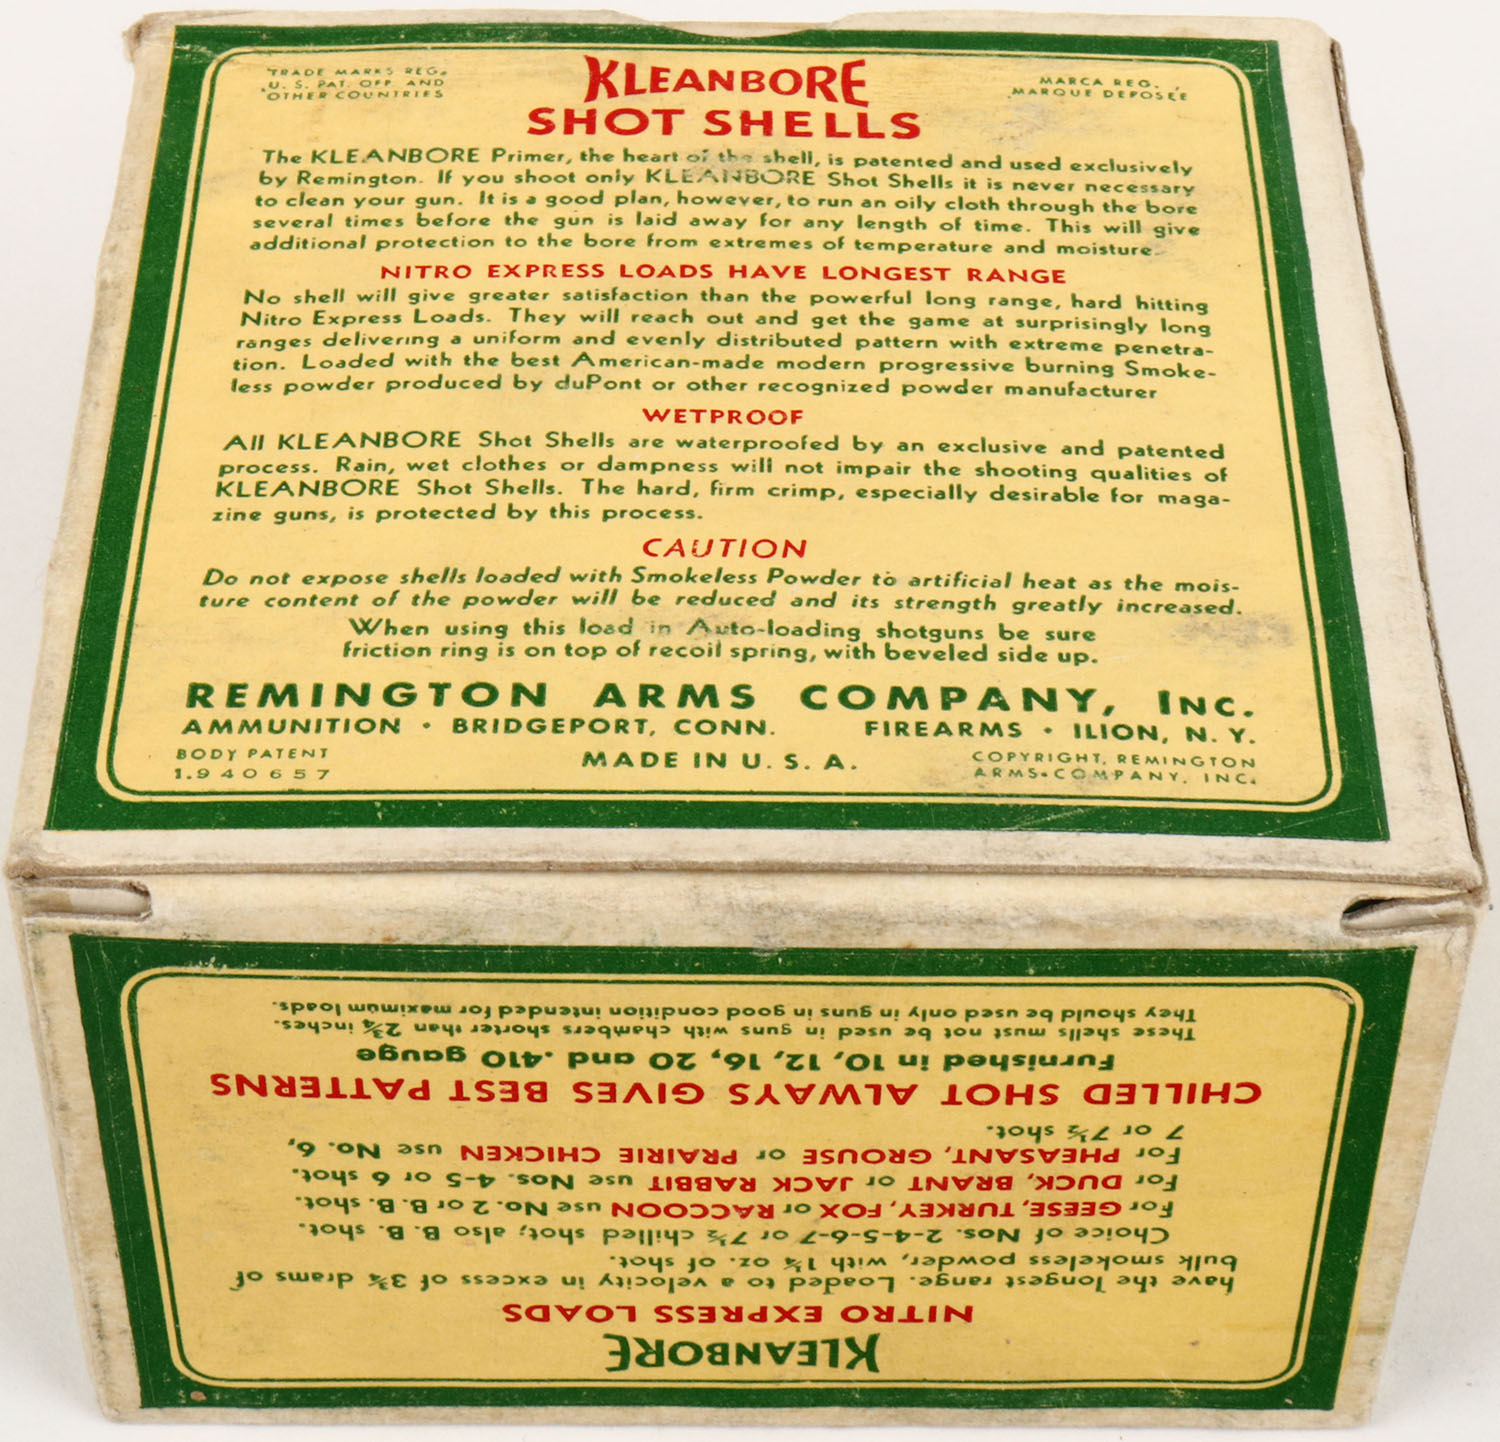 TRADE MARKS REG.
U. S. PAT. OFF. AND
OTHER COUNTRIES
KLEANBORE
SHOT SHELLS
MARCA REG.
MARQUE DEPOSÉE
The KLEANBORE Primer, the heart of the shell, is patented and used exclusively
by Remington. If you shoot only KLEANBORE Shot Shells it is never necessary
to clean your gun. It is a good plan, however, to run an oily cloth through the bore
several times before the gun is laid away for any length of time. This will give
additional protection to the bore from extremes of temperature and moisture.
NITRO EXPRESS LOADS HAVE LONGEST RANGE
No shell will give greater satisfaction than the powerful long range, hard hitting
Nitro Express Loads. They will reach out and get the game at surprisingly long
ranges delivering a uniform and evenly distributed pattern with extreme penetra-
tion. Loaded with the best American-made modern progressive burning Smoke-
less powder produced by duPont or other recognized powder manufacturer
WETPROOF
All KLEANBORE Shot Shells are waterproofed by an exclusive and patented
process. Rain, wet clothes or dampness will not impair the shooting qualities of
KLEANBORE Shot Shells. The hard, firm crimp, especially desirable for maga-
zine guns, is protected by this process.
CAUTION
Do not expose shells loaded with Smokeless Powder to artificial heat as the mois-
ture content of the powder will be reduced and its strength greatly increased.
When using this load in Auto-loading shotguns be sure
friction ring is on top of recoil spring, with beveled side up.
REMINGTON ARMS COMPANY, INC.
AMMUNITION • BRIDGEPORT, CONN. FIREARMS • ILION, N. Y.
BODY PATENT
1.940657
MADE IN U. S. A.
COPYRIGHT, REMINGTON
ARMS COMPANY, INC.
KLEANBORE
NITRO EXPRESS LOADS
have the longest range. Loaded to a velocity in excess of 3¾ drams of
bulk smokeless powder, with 1¼ oz. of shot.
Choice of Nos. 2-4-5-6-7 or 7½ chilled shot; also B. B. shot.
For GEESE, TURKEY, FOX or RACCOON use No. 2 or B. B. shot.
For DUCK, BRANT or JACK RABBIT use Nos. 4-5 or 6 shot.
For PHEASANT, GROUSE or PRAIRIE CHICKEN use No. 6,
7 or 7½ shot.
CHILLED SHOT ALWAYS GIVES BEST PATTERNS
Furnished in 10, 12, 16, 20 and .410 gauge
These shells must not be used in guns with chambers shorter than 2¾ inches.
They should be used only in guns in good condition intended for maximum loads.